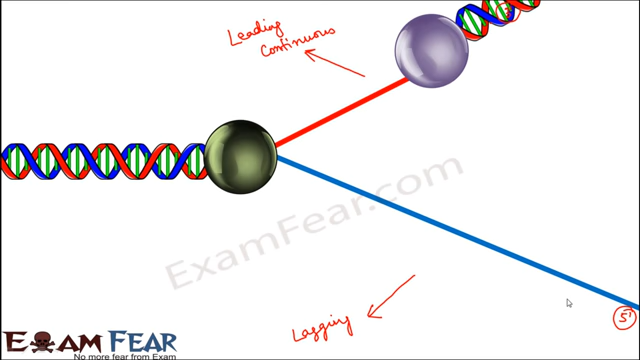 Leading
Continuous
ExamFear.com
Lagging
5'
EXAM FEAR
No more fear from Exam